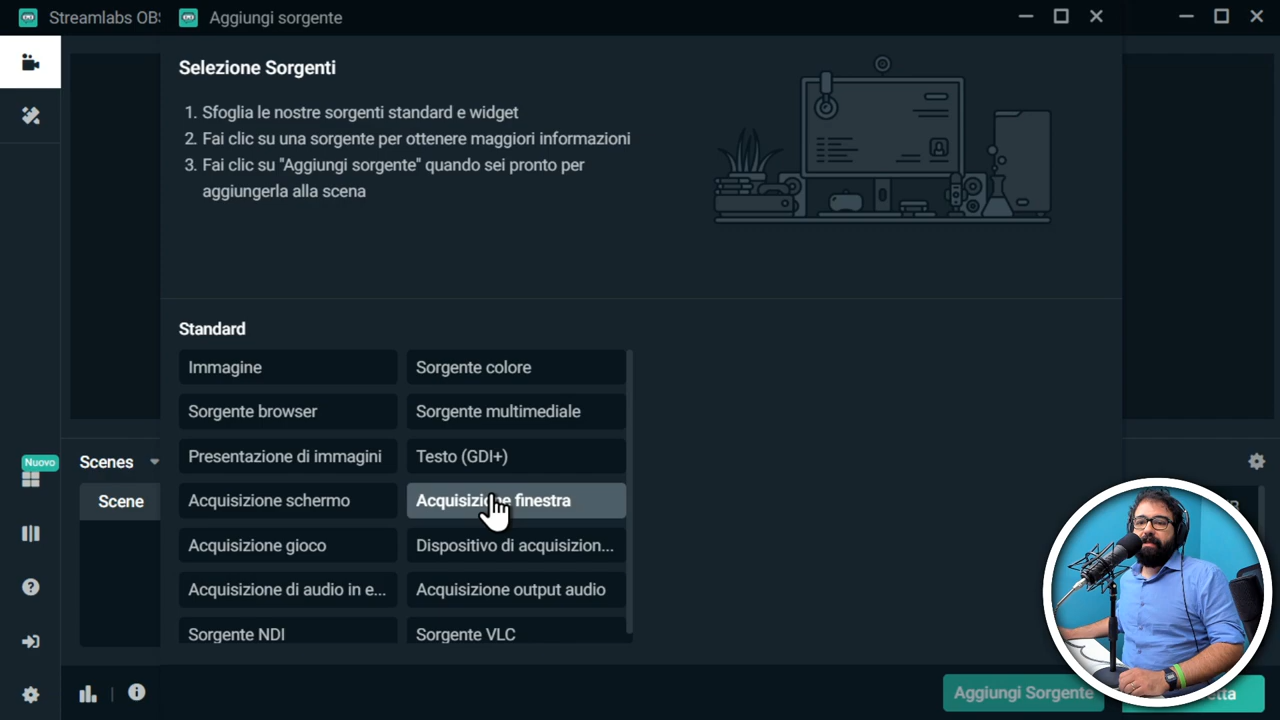 Streamlabs OBS
Aggiungi sorgente
Selezione Sorgenti
1. Sfoglia le nostre sorgenti standard e widget
2. Fai clic su una sorgente per ottenere maggiori informazioni
3. Fai clic su "Aggiungi sorgente" quando sei pronto per
aggiungerla alla scena
Standard
Immagine
Sorgente colore
Sorgente browser
Sorgente multimediale
Presentazione di immagini
Testo (GDI+)
Acquisizione schermo
Acquisizione finestra
Acquisizione gioco
Dispositivo di acquisizion...
Acquisizione di audio in e...
Acquisizione output audio
Sorgente NDI
Sorgente VLC
Nuovo
Scenes
Scene
Aggiungi Sorgente